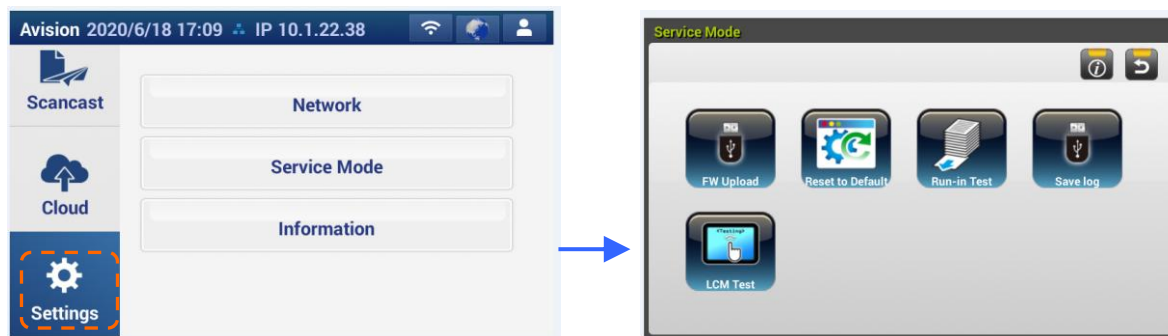 Avision 2020/6/18 17:09 IP 10.1.22.38
Scancast
Cloud
Settings
Network
Service Mode
Information
Service Mode
FW Upload
Reset to Default
Run-in Test
Save log
<Testing>
LCM Test